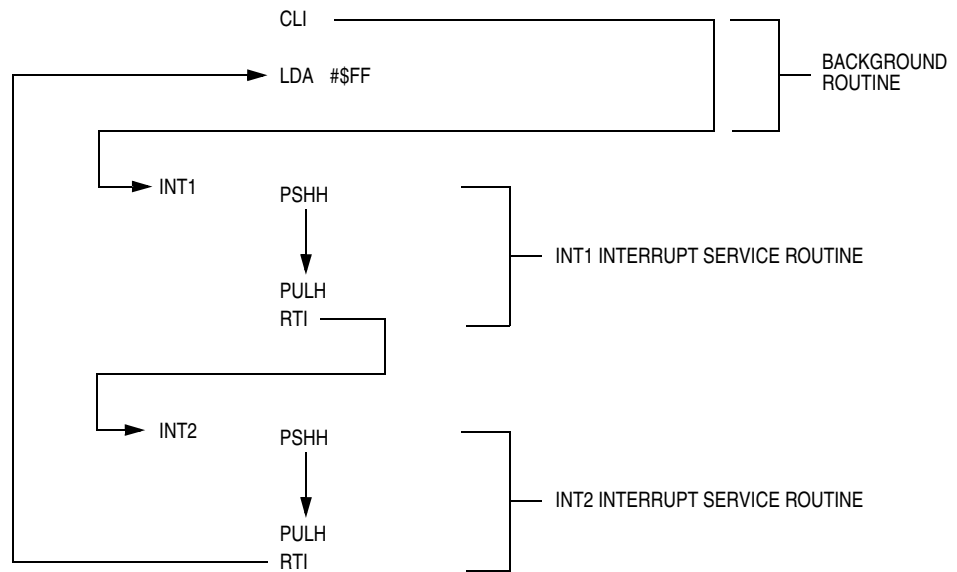 CLI
LDA #$FF
BACKGROUND
ROUTINE
INT1
PSHH
INT1 INTERRUPT SERVICE ROUTINE
PULH
RTI
INT2
PSHH
INT2 INTERRUPT SERVICE ROUTINE
PULH
RTI